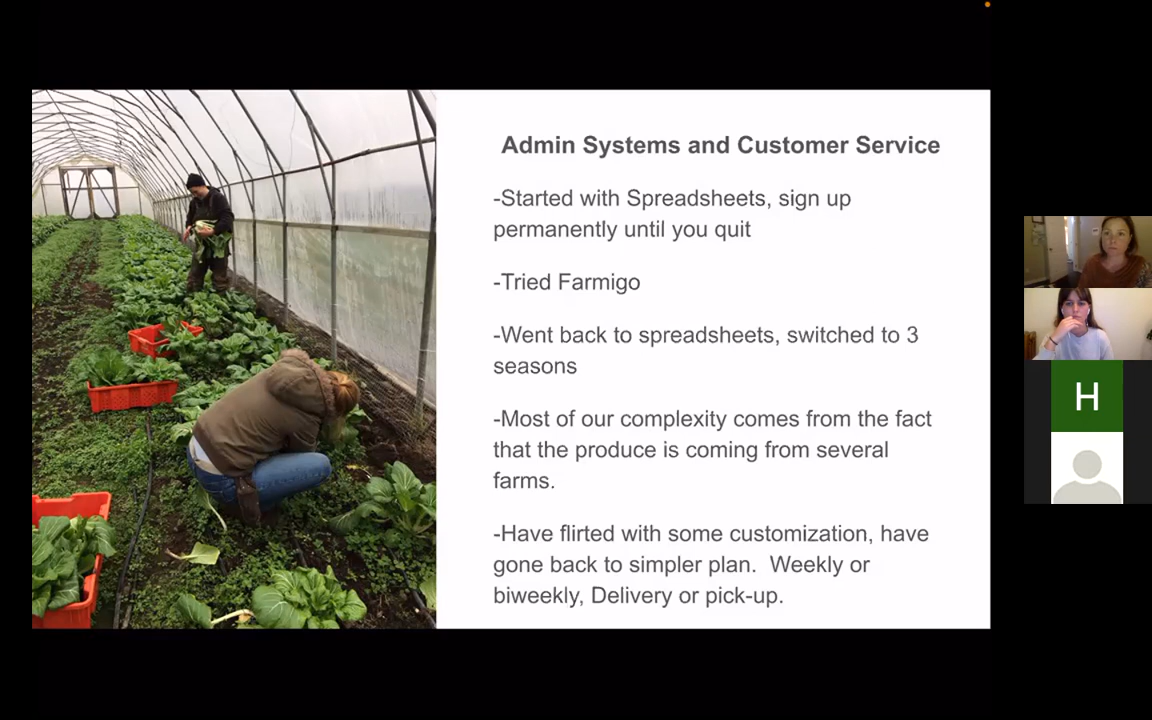 Admin Systems and Customer Service
-Started with Spreadsheets, sign up
permanently until you quit
-Tried Farmigo
-Went back to spreadsheets, switched to 3
seasons
-Most of our complexity comes from the fact
that the produce is coming from several
farms.
-Have flirted with some customization, have
gone back to simpler plan.  Weekly or
biweekly, Delivery or pick-up.
H